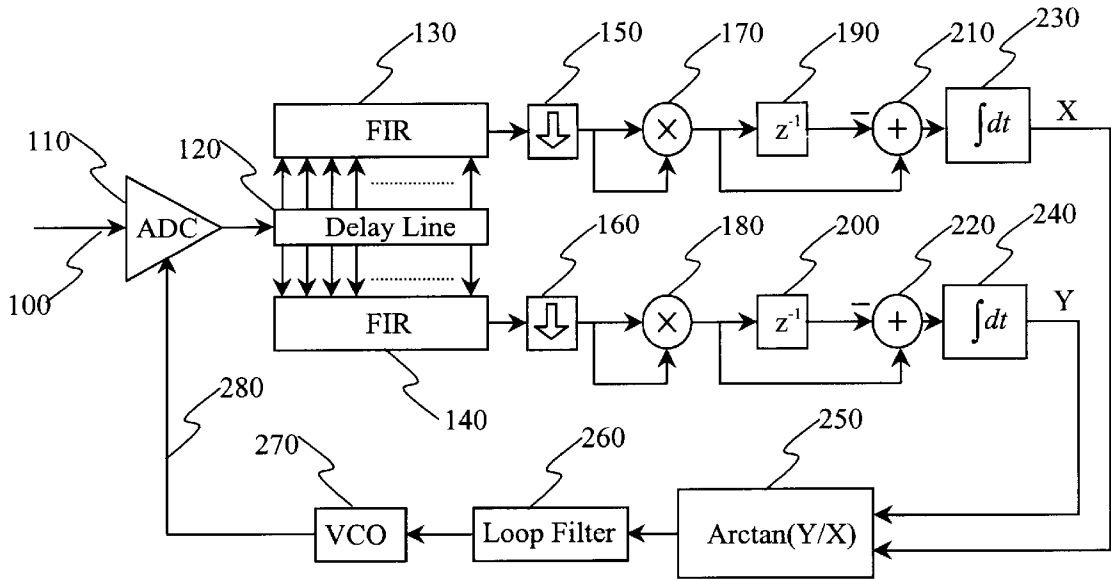 130
150
170
190
210
230
FIR
z⁻¹
−
+
∫dt
X
110
120
ADC
Delay Line
100
160
180
200
220
240
FIR
z⁻¹
−
+
∫dt
Y
280
140
270
260
250
VCO
Loop Filter
Arctan(Y/X)